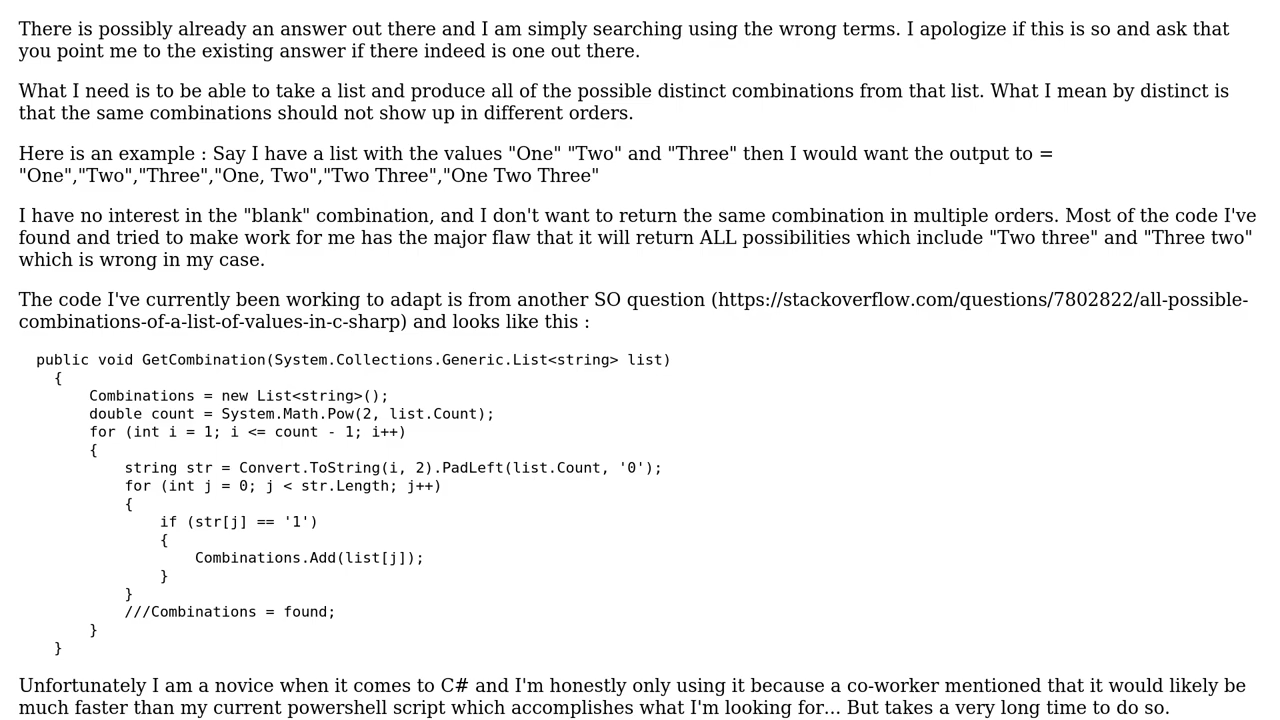 There is possibly already an answer out there and I am simply searching using the wrong terms. I apologize if this is so and ask that
you point me to the existing answer if there indeed is one out there.
What I need is to be able to take a list and produce all of the possible distinct combinations from that list. What I mean by distinct is
that the same combinations should not show up in different orders.
Here is an example : Say I have a list with the values "One" "Two" and "Three" then I would want the output to =
"One","Two","Three","One, Two","Two Three","One Two Three"
I have no interest in the "blank" combination, and I don't want to return the same combination in multiple orders. Most of the code I've
found and tried to make work for me has the major flaw that it will return ALL possibilities which include "Two three" and "Three two"
which is wrong in my case.
The code I've currently been working to adapt is from another SO question (https://stackoverflow.com/questions/7802822/all-possible-
combinations-of-a-list-of-values-in-c-sharp) and looks like this :
public void GetCombination(System.Collections.Generic.List<string> list)
{
Combinations = new List<string>();
double count = System.Math.Pow(2, list.Count);
for (int i = 1; i <= count - 1; i++)
{
string str = Convert.ToString(i, 2).PadLeft(list.Count, '0');
for (int j = 0; j < str.Length; j++)
{
if (str[j] == '1')
{
Combinations.Add(list[j]);
}
}
///Combinations = found;
}
}
Unfortunately I am a novice when it comes to C# and I'm honestly only using it because a co-worker mentioned that it would likely be
much faster than my current powershell script which accomplishes what I'm looking for... But takes a very long time to do so.